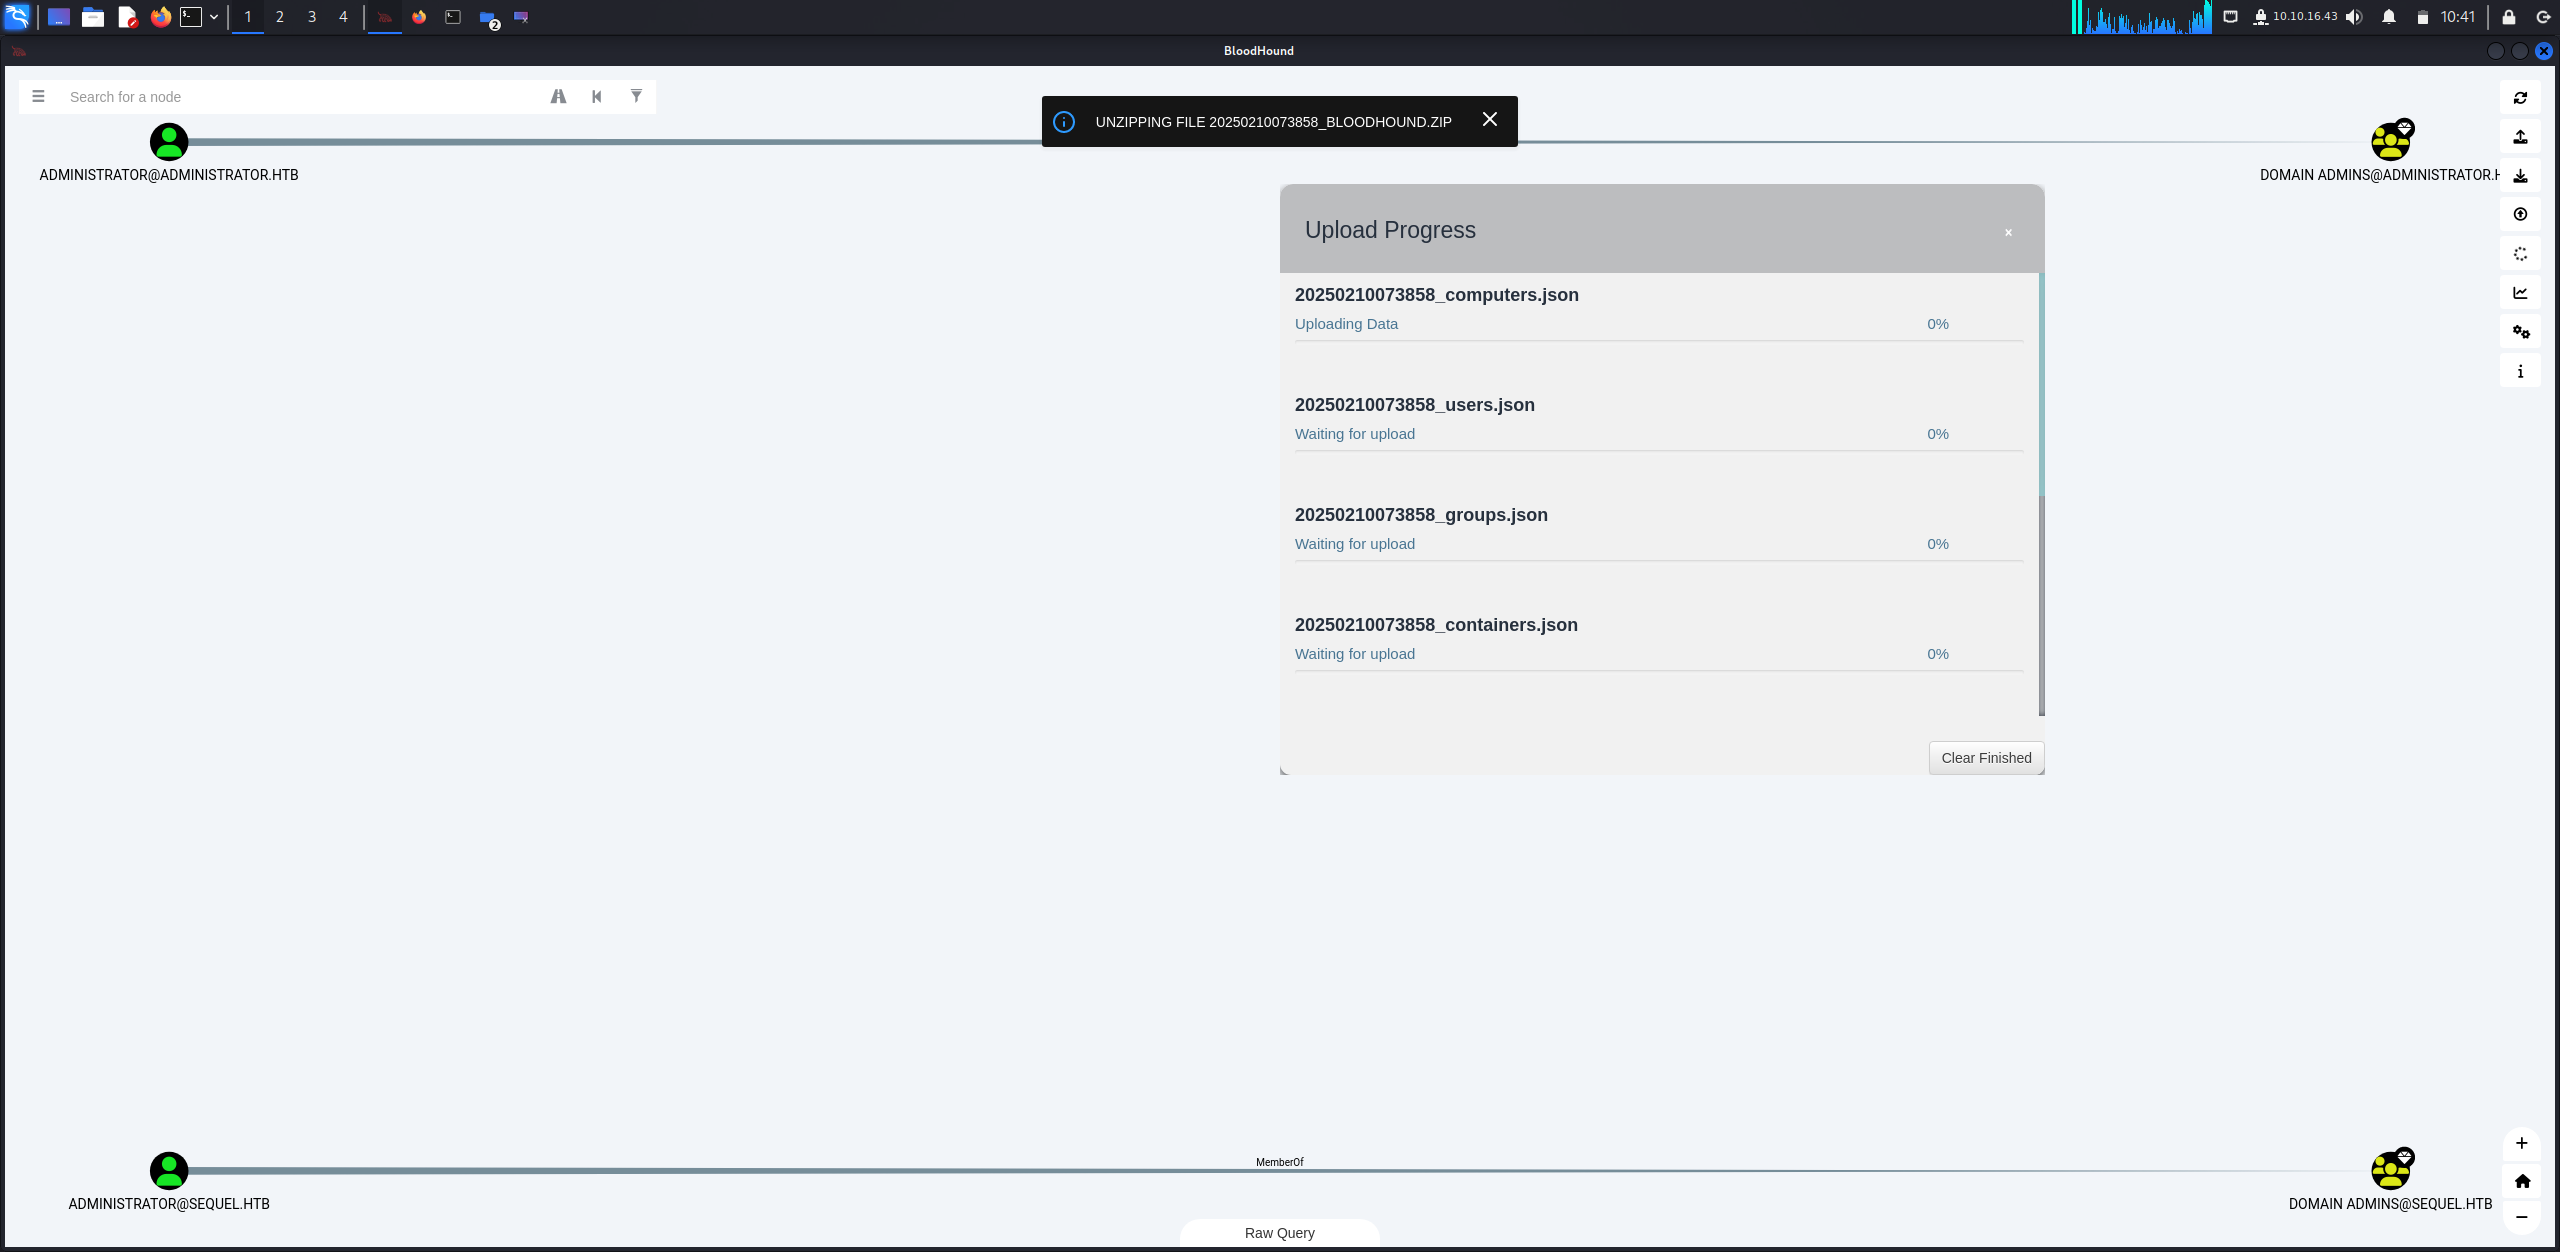 1 2 3 4
2
10.10.16.43
10:41
BloodHound
Search for a node
UNZIPPING FILE 20250210073858_BLOODHOUND.ZIP
ADMINISTRATOR@ADMINISTRATOR.HTB
DOMAIN ADMINS@ADMINISTRATOR.H
Upload Progress
20250210073858_computers.json
Uploading Data 0%
20250210073858_users.json
Waiting for upload 0%
20250210073858_groups.json
Waiting for upload 0%
20250210073858_containers.json
Waiting for upload 0%
Clear Finished
MemberOf
ADMINISTRATOR@SEQUEL.HTB
DOMAIN ADMINS@SEQUEL.HTB
Raw Query